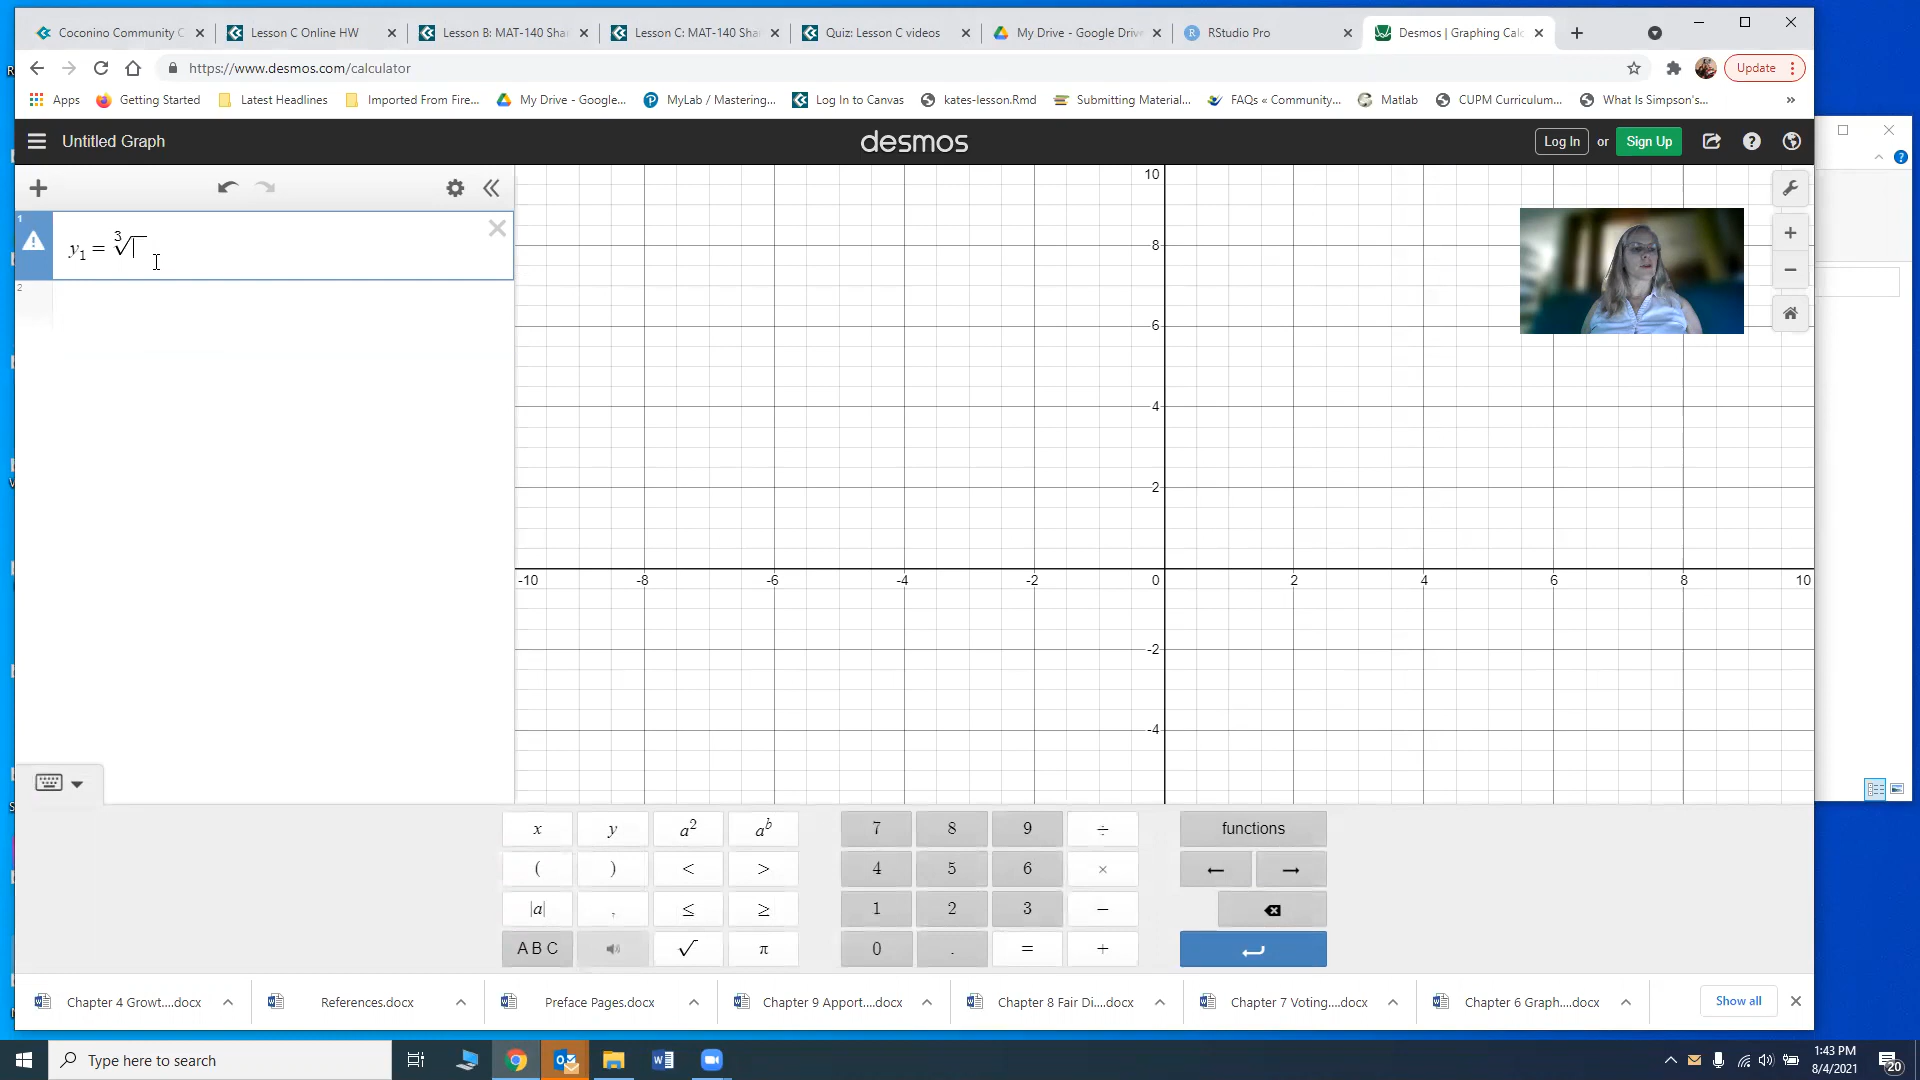 Coconino Community C
Lesson C Online HW
Lesson B: MAT-140 Sha
Lesson C: MAT-140 Sha
Quiz: Lesson C videos
My Drive - Google Drive
RStudio Pro
Desmos | Graphing Calc
https://www.desmos.com/calculator
Update
Apps
Getting Started
Latest Headlines
Imported From Fire...
My Drive - Google...
MyLab / Mastering...
Log In to Canvas
kates-lesson.Rmd
Submitting Material...
FAQs « Community...
Matlab
CUPM Curriculum...
What Is Simpson's...
»
Untitled Graph
desmos
Log In or Sign Up
1
y₁ = ³√
2
10
8
6
4
2
-10 -8 -6 -4 -2 0 2 4 6 8 10
-2
-4
x y a² aᵇ 7 8 9 ÷ functions
( ) < > 4 5 6 × ← →
|a| , ≤ ≥ 1 2 3 −
A B C √ π 0 . = +
Chapter 4 Growt....docx
References.docx
Preface Pages.docx
Chapter 9 Apport....docx
Chapter 8 Fair Di....docx
Chapter 7 Voting....docx
Chapter 6 Graph....docx
Show all
Type here to search
1:43 PM
8/4/2021
20